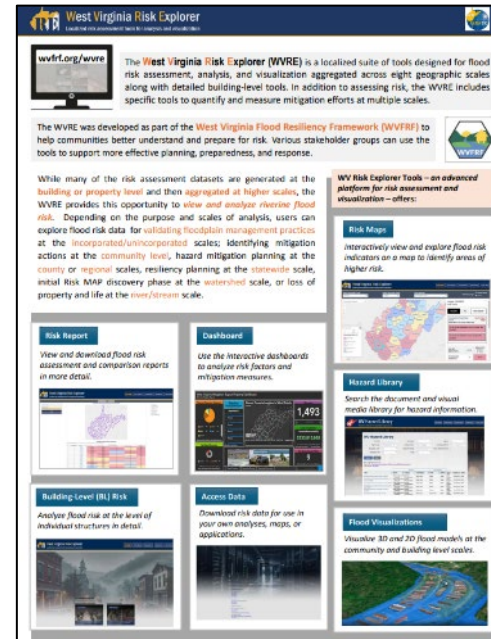 West Virginia Risk Explorer
Localized risk assessment tools for analysis and visualization
wvfrf.org/wvre
The West Virginia Risk Explorer (WVRE) is a localized suite of tools designed for flood
risk assessment, analysis, and visualization aggregated across eight geographic scales
along with detailed building-level tools. In addition to assessing risk, the WVRE includes
specific tools to quantify and measure mitigation efforts at multiple scales.
The WVRE was developed as part of the West Virginia Flood Resiliency Framework (WVFRF) to
help communities better understand and prepare for risk. Various stakeholder groups can use the
tools to support more effective planning, preparedness, and response.
WVFRF
While many of the risk assessment datasets are generated at the
building or property level and then aggregated at higher scales, the
WVRE provides this opportunity to view and analyze riverine flood
risk. Depending on the purpose and scales of analysis, users can
explore flood risk data for validating floodplain management practices
at the incorporated/unincorporated scales; identifying mitigation
actions at the community level, hazard mitigation planning at the
county or regional scales, resiliency planning at the statewide scale,
initial Risk MAP discovery phase at the watershed scale, or loss of
property and life at the river/stream scale.
WV Risk Explorer Tools – an advanced
platform for risk assessment and
visualization – offers:
Risk Maps
Interactively view and explore flood risk
indicators on a map to identify areas of
higher risk.
Risk Report
View and download flood risk
assessment and comparison reports
in more detail.
Dashboard
Use the interactive dashboards
to analyze risk factors and
mitigation measures.
1,493
Hazard Library
Search the document and visual
media library for hazard information.
Building-Level (BL) Risk
Analyze flood risk at the level of
individual structures in detail.
Access Data
Download risk data for use in
your own analyses, maps, or
applications.
Flood Visualizations
Visualize 3D and 2D flood models at the
community and building level scales.